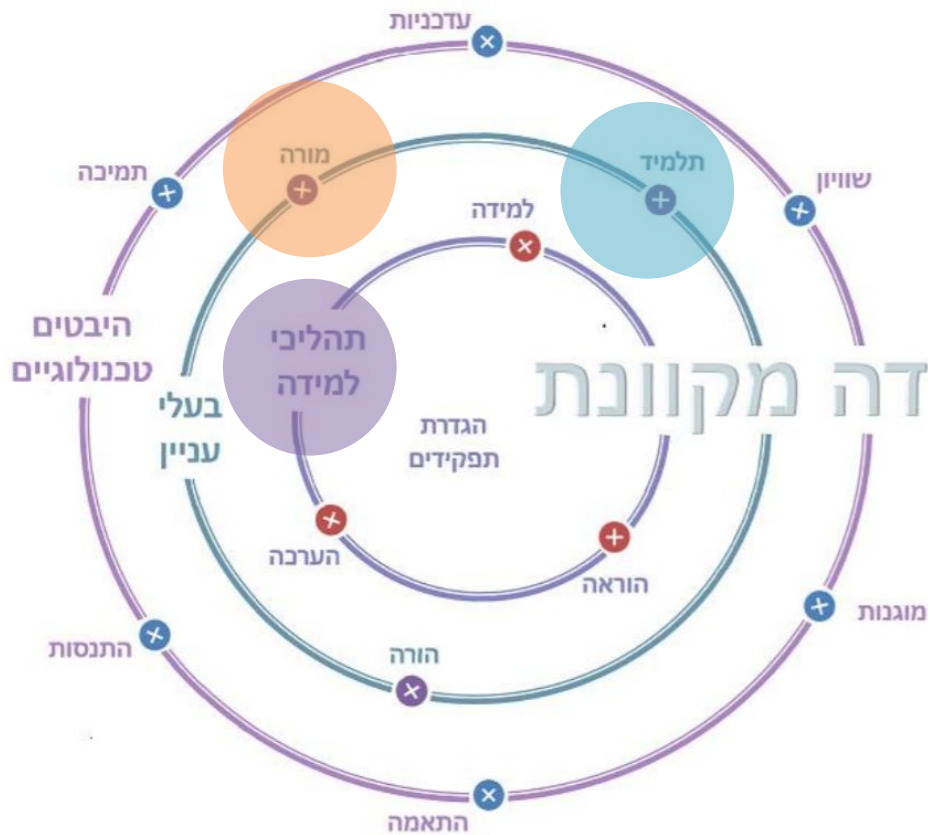 עדכניות
מורה
תלמיד
תמיכה
שוויון
למידה
היבטים
טכנולוגיים
תהליכי
למידה
דה מקוונת
בעלי
עניין
הגדרת
תפקידים
הערכה
הוראה
מוגנות
התנסות
הורה
התאמה